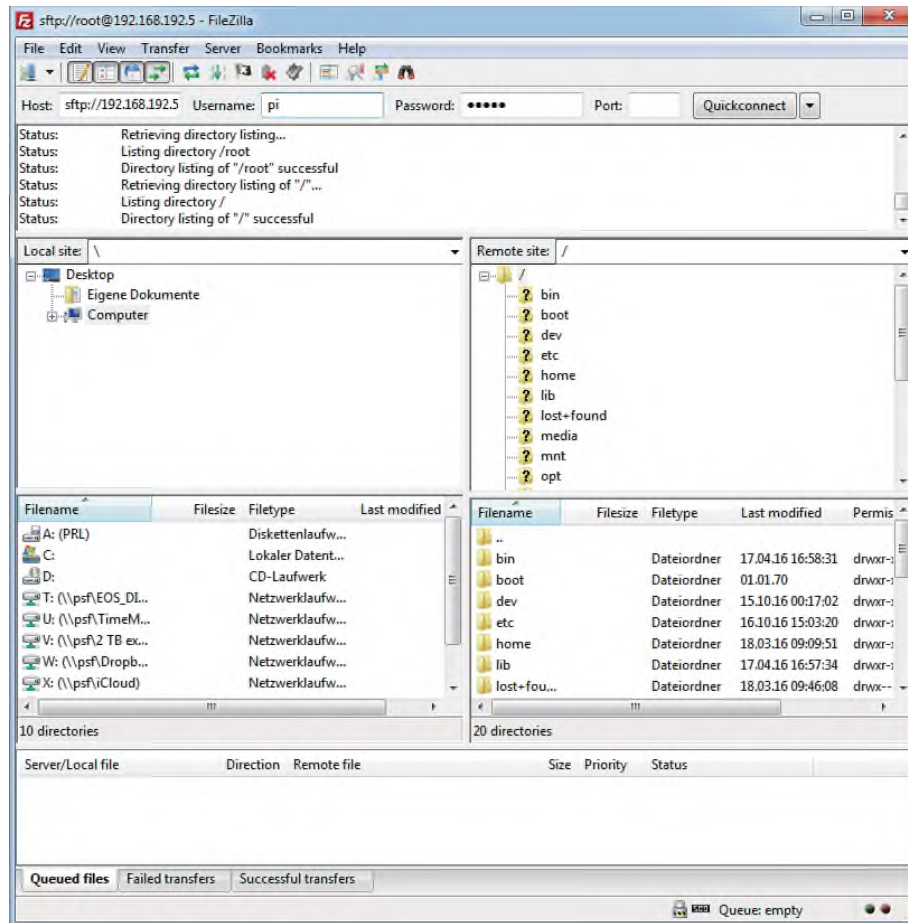 sftp://root@192.168.192.5 - FileZilla
File Edit View Transfer Server Bookmarks Help
Host: sftp://192.168.192.5 Username: pi Password: ●●●●● Port: Quickconnect
Status: Retrieving directory listing...
Status: Listing directory /root
Status: Directory listing of "/root" successful
Status: Retrieving directory listing of "/"...
Status: Listing directory /
Status: Directory listing of "/" successful
Local site: \
Desktop
Eigene Dokumente
Computer
Remote site: /
/
bin
boot
dev
etc
home
lib
lost+found
media
mnt
opt
Filename Filesize Filetype Last modified
A: (PRL) Diskettenlaufw...
C: Lokaler Datent...
D: CD-Laufwerk
T: (\\psf\EOS_DI... Netzwerklaufw...
U: (\\psf\TimeM... Netzwerklaufw...
V: (\\psf\2 TB ex... Netzwerklaufw...
W: (\\psf\Dropb... Netzwerklaufw...
X: (\\psf\iCloud) Netzwerklaufw...
10 directories
Filename Filesize Filetype Last modified Permis
..
bin Dateiordner 17.04.16 16:58:31 drwxr-x
boot Dateiordner 01.01.70 drwxr-x
dev Dateiordner 15.10.16 00:17:02 drwxr-x
etc Dateiordner 16.10.16 15:03:20 drwxr-x
home Dateiordner 18.03.16 09:09:51 drwxr-x
lib Dateiordner 17.04.16 16:57:34 drwxr-x
lost+fou... Dateiordner 18.03.16 09:46:08 drwx--
20 directories
Server/Local file Direction Remote file Size Priority Status
Queued files Failed transfers Successful transfers
Queue: empty